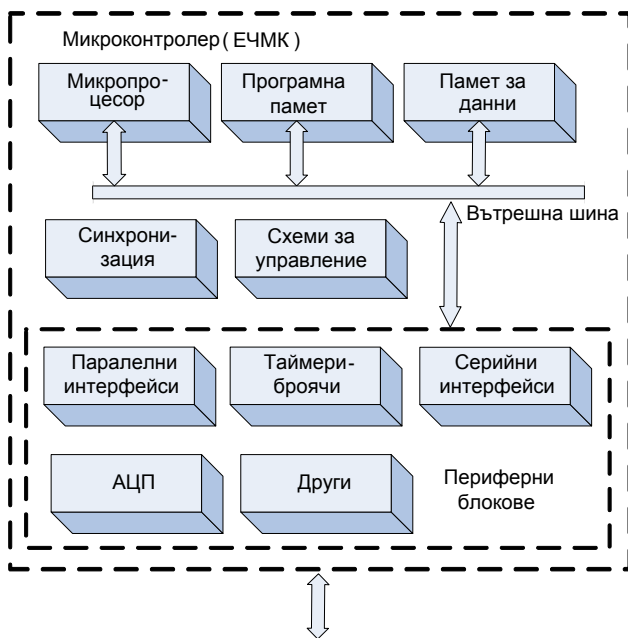 Микроконтролер ( ЕЧМК )
Микропро-
цесор
Програмна
памет
Памет за
данни
Вътрешна шина
Синхрони-
зация
Схеми за
управление
Паралелни
интерфейси
Таймери-
броячи
Серийни
интерфейси
АЦП
Други
Периферни
блокове